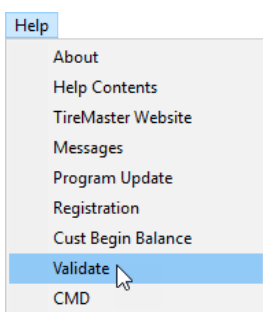 Help
About
Help Contents
TireMaster Website
Messages
Program Update
Registration
Cust Begin Balance
Validate
CMD